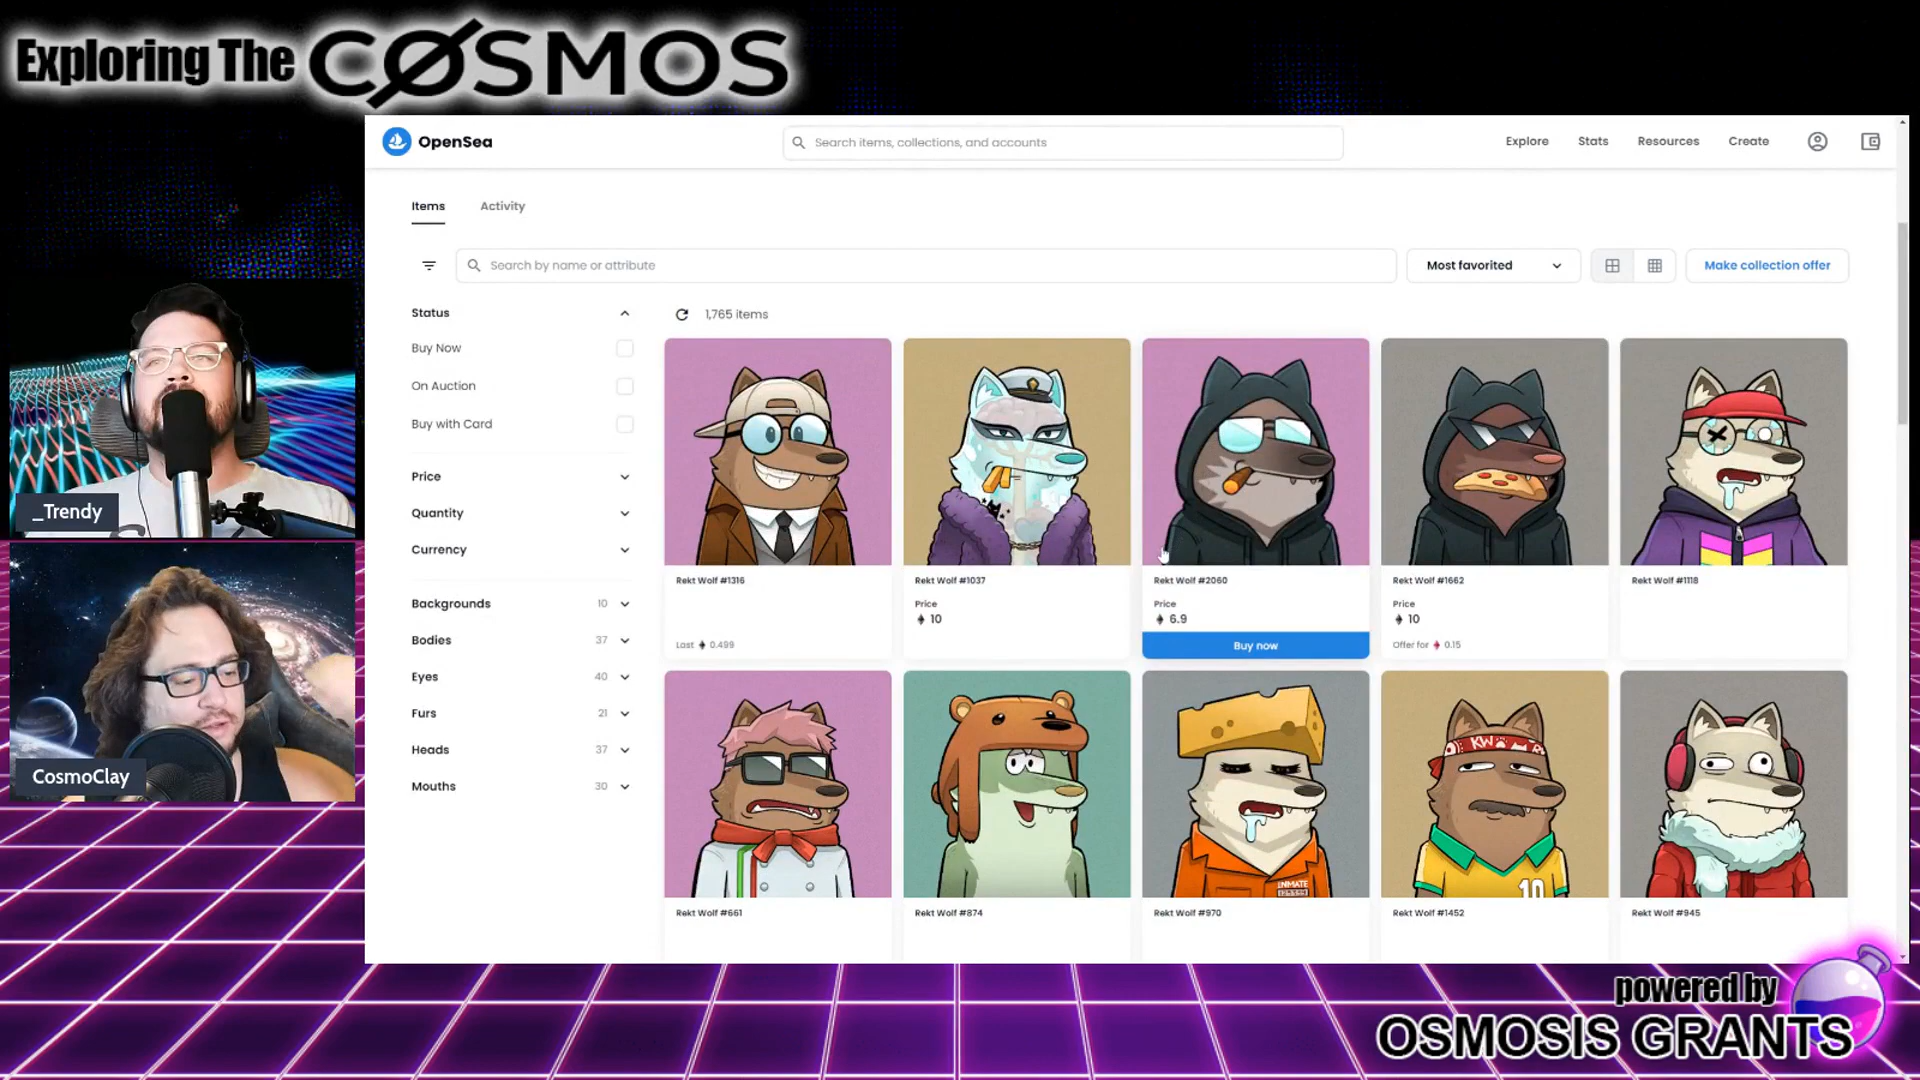 Exploring The CØSMOS
OpenSea
Search items, collections, and accounts
Explore
Stats
Resources
Create
Items
Activity
Search by name or attribute
Most favorited
Make collection offer
Status
1,765 items
Buy Now
On Auction
Buy with Card
Price
Quantity
Currency
Backgrounds 10
Bodies 37
Eyes 40
Furs 21
Heads 37
Mouths 30
Rekt Wolf #1316
Last 0.499
Rekt Wolf #1037
Price
10
Rekt Wolf #2060
Price
6.9
Buy now
Rekt Wolf #1662
Price
10
Offer for 0.15
Rekt Wolf #1118
KW
INMATE
10
Rekt Wolf #661
Rekt Wolf #874
Rekt Wolf #970
Rekt Wolf #1452
Rekt Wolf #945
_Trendy
CosmoClay
powered by
OSMOSIS GRANTS